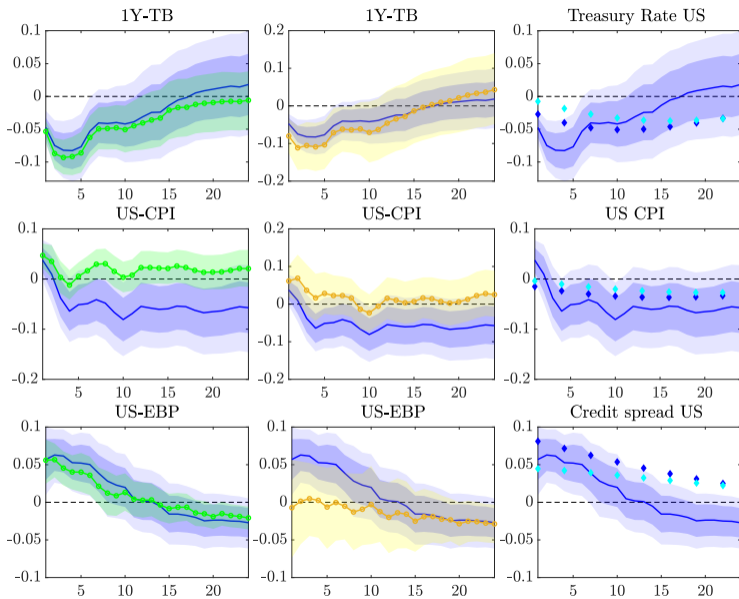 1Y-TB 1Y-TB Treasury Rate US
0.1 0.2 0.1
0.05 0.1 0.05
0 0 0
-0.05 -0.1 -0.05
-0.1 -0.2 -0.1
5 10 15 20 5 10 15 20 5 10 15 20
US-CPI US-CPI US CPI
0.1 0.2 0.1
0 0.1 0
-0.1 0 -0.1
-0.2 -0.1 -0.2
-0.2
5 10 15 20 5 10 15 20 5 10 15 20
US-EBP US-EBP Credit spread US
0.1 0.1 0.1
0.05 0.05 0.05
0 0 0
-0.05 -0.05 -0.05
-0.1 -0.1 -0.1
5 10 15 20 5 10 15 20 5 10 15 20